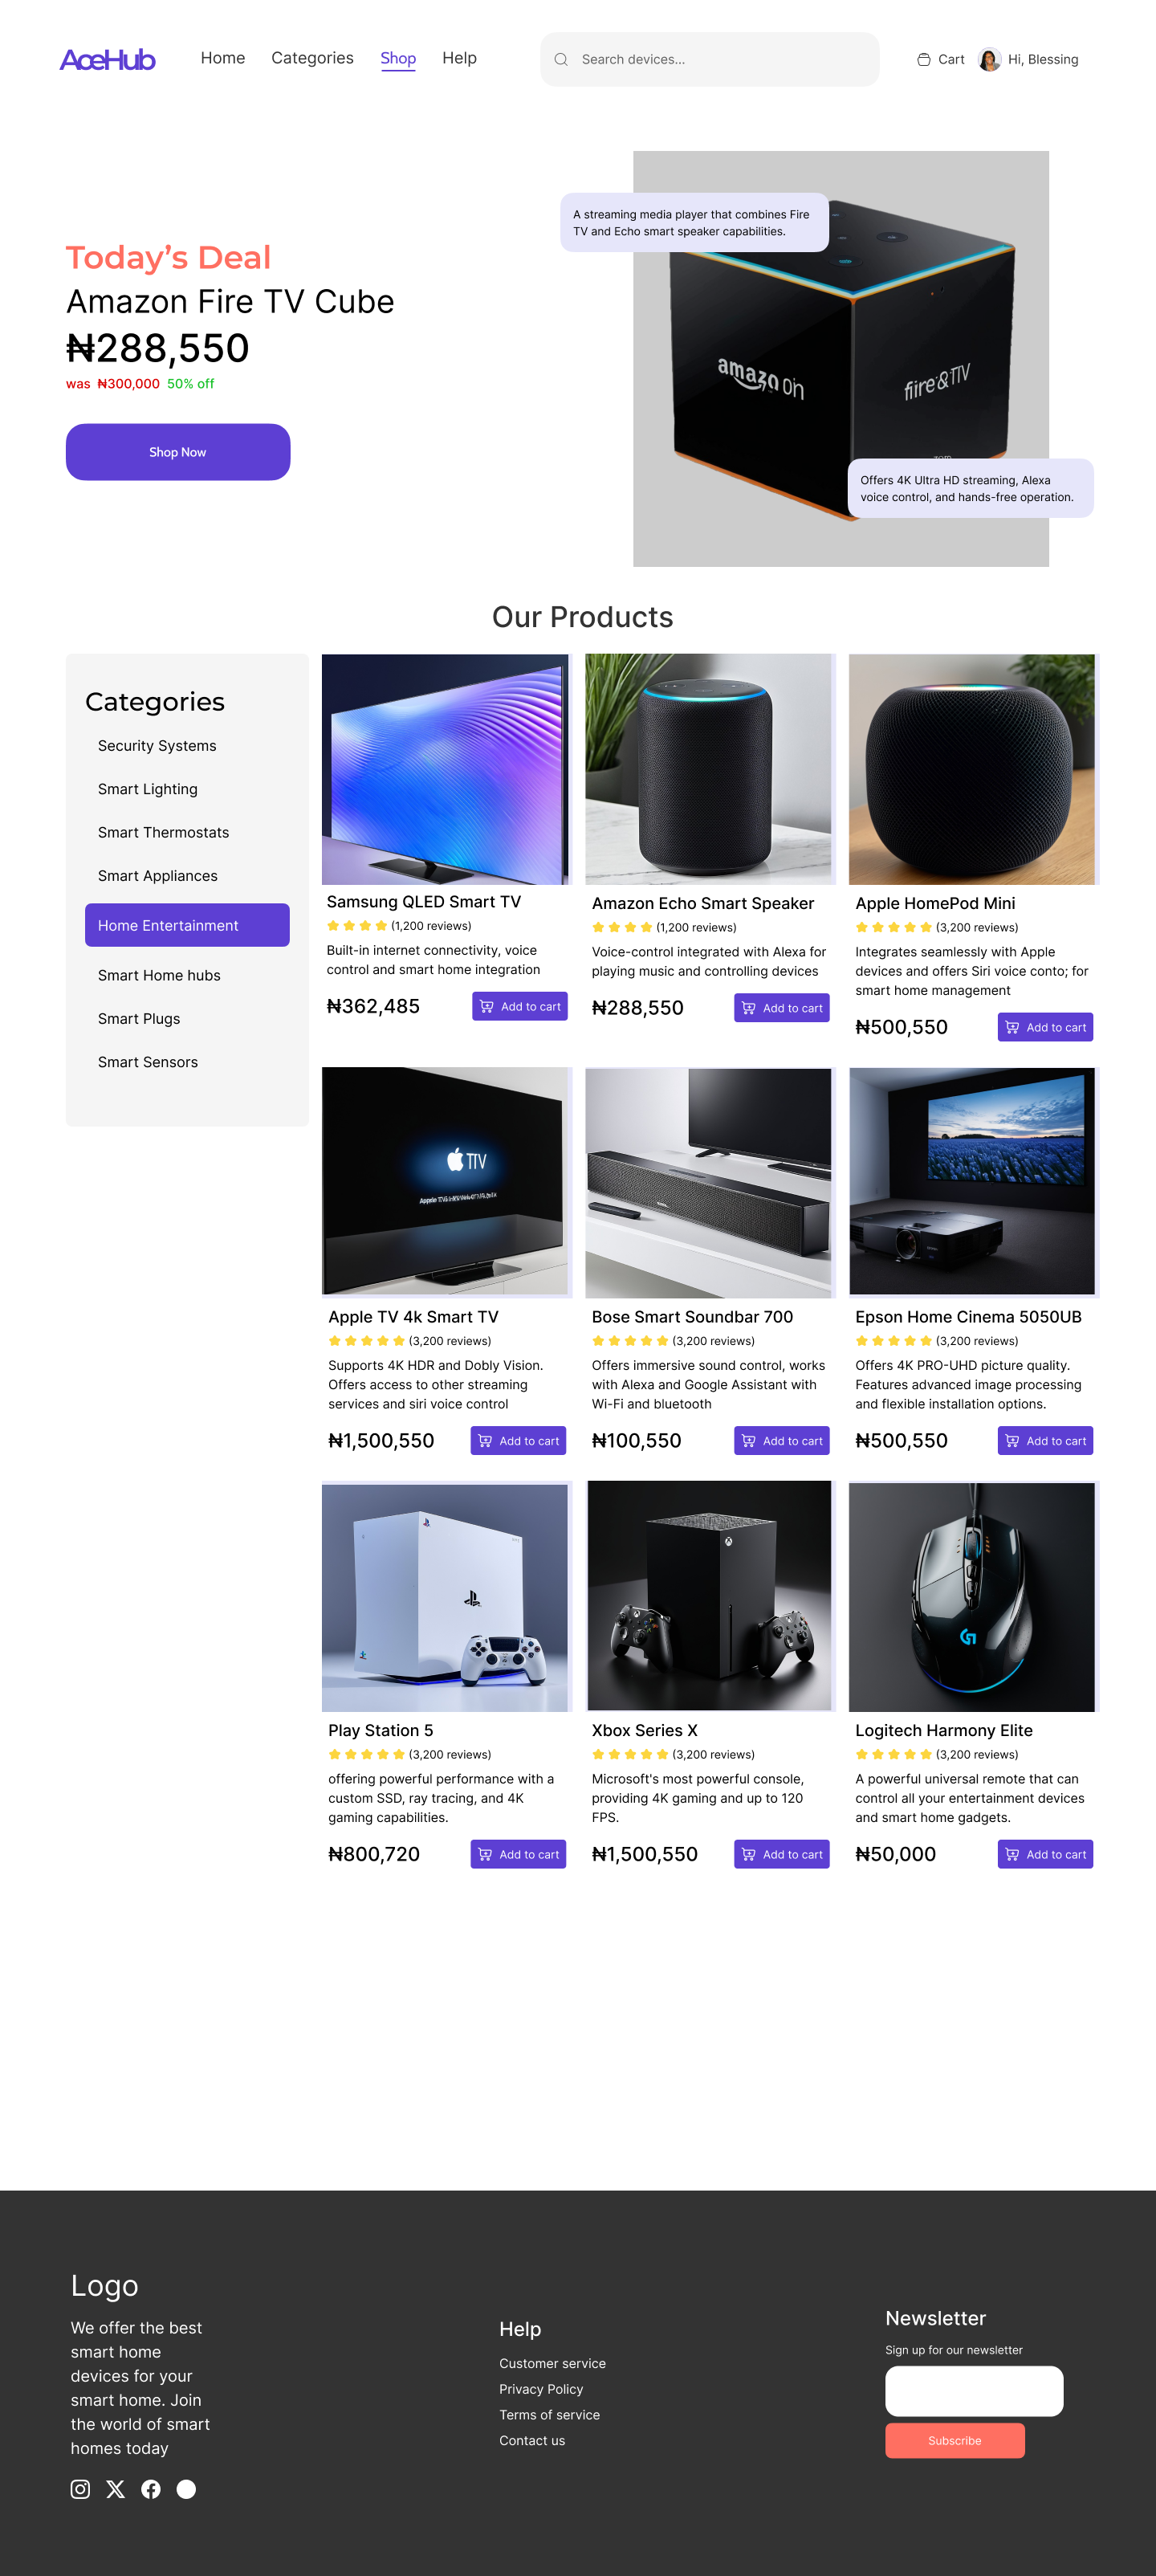 AceHub
Home Categories Shop Help
Search devices...
Cart
Hi, Blessing
Today's Deal
Amazon Fire TV Cube
₦288,550
was ₦300,000 50% off
Shop Now
A streaming media player that combines Fire
TV and Echo smart speaker capabilities.
Offers 4K Ultra HD streaming, Alexa
voice control, and hands-free operation.
Our Products
Categories
Security Systems
Smart Lighting
Smart Thermostats
Smart Appliances
Home Entertainment
Smart Home hubs
Smart Plugs
Smart Sensors
Samsung QLED Smart TV
(1,200 reviews)
Built-in internet connectivity, voice
control and smart home integration
₦362,485
Add to cart
Amazon Echo Smart Speaker
(1,200 reviews)
Voice-control integrated with Alexa for
playing music and controlling devices
₦288,550
Add to cart
Apple HomePod Mini
(3,200 reviews)
Integrates seamlessly with Apple
devices and offers Siri voice conto; for
smart home management
₦500,550
Add to cart
Apple TV 4k Smart TV
(3,200 reviews)
Supports 4K HDR and Dobly Vision.
Offers access to other streaming
services and siri voice control
₦1,500,550
Add to cart
Bose Smart Soundbar 700
(3,200 reviews)
Offers immersive sound control, works
with Alexa and Google Assistant with
Wi-Fi and bluetooth
₦100,550
Add to cart
Epson Home Cinema 5050UB
(3,200 reviews)
Offers 4K PRO-UHD picture quality.
Features advanced image processing
and flexible installation options.
₦500,550
Add to cart
Play Station 5
(3,200 reviews)
offering powerful performance with a
custom SSD, ray tracing, and 4K
gaming capabilities.
₦800,720
Add to cart
Xbox Series X
(3,200 reviews)
Microsoft's most powerful console,
providing 4K gaming and up to 120
FPS.
₦1,500,550
Add to cart
Logitech Harmony Elite
(3,200 reviews)
A powerful universal remote that can
control all your entertainment devices
and smart home gadgets.
₦50,000
Add to cart
Logo
We offer the best
smart home
devices for your
smart home. Join
the world of smart
homes today
Help
Customer service
Privacy Policy
Terms of service
Contact us
Newsletter
Sign up for our newsletter
Subscribe